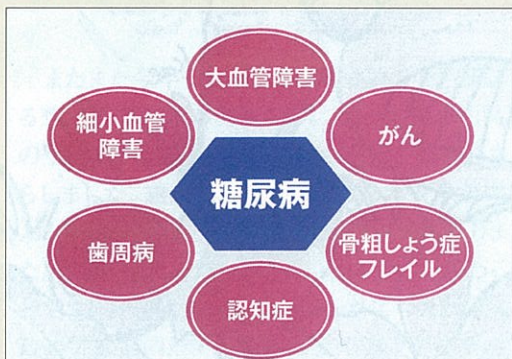 大血管障害
細小血管
障害
がん
糖尿病
歯周病
骨粗しょう症
フレイル
認知症